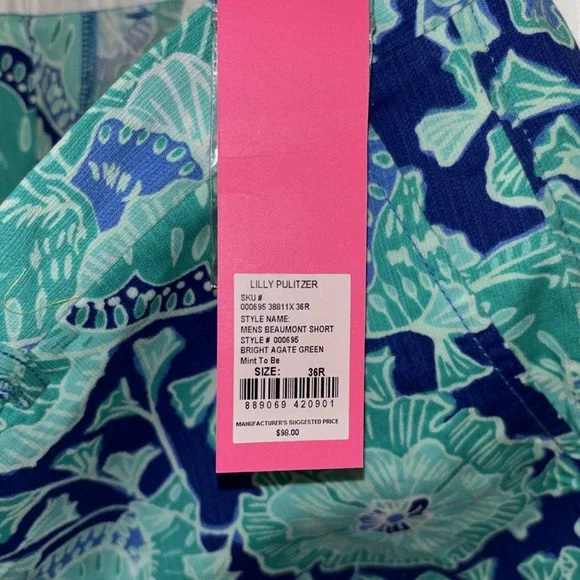 LILLY PULITZER
SKU #
000695 38811X 36R
STYLE NAME:
MENS BEAUMONT SHORT
STYLE # 000695
BRIGHT AGATE GREEN
Mint To Be
SIZE: 36R
889069 420901
MANUFACTURER'S SUGGESTED PRICE
$98.00